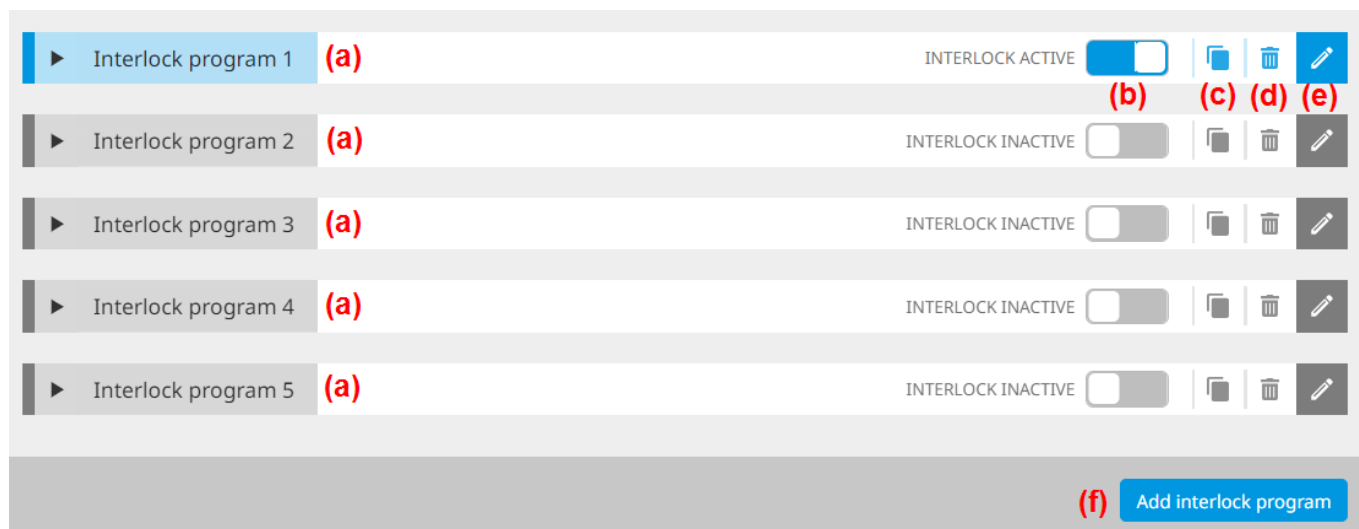 Interlock program 1 (a) INTERLOCK ACTIVE
(b) (c) (d) (e)
Interlock program 2 (a) INTERLOCK INACTIVE
Interlock program 3 (a) INTERLOCK INACTIVE
Interlock program 4 (a) INTERLOCK INACTIVE
Interlock program 5 (a) INTERLOCK INACTIVE
(f) Add interlock program